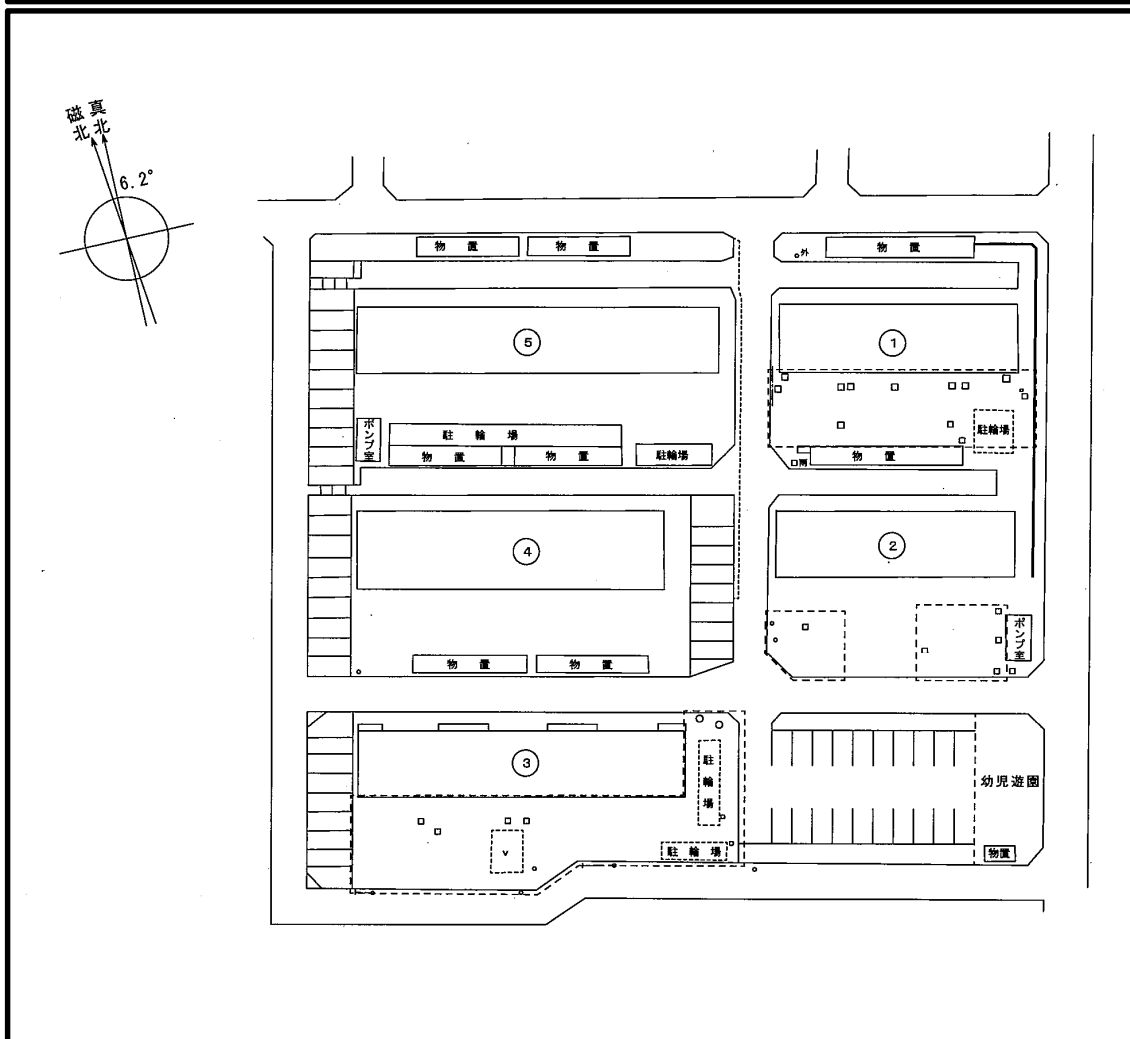 磁北
真北
6.2°
物置
物置
外
物置
5
1
ポンプ室
駐輪場
物置
物置
駐輪場
駐輪場
雨
物置
4
2
ポンプ室
物置
物置
3
駐輪場
幼児遊園
v
駐輪場
物置